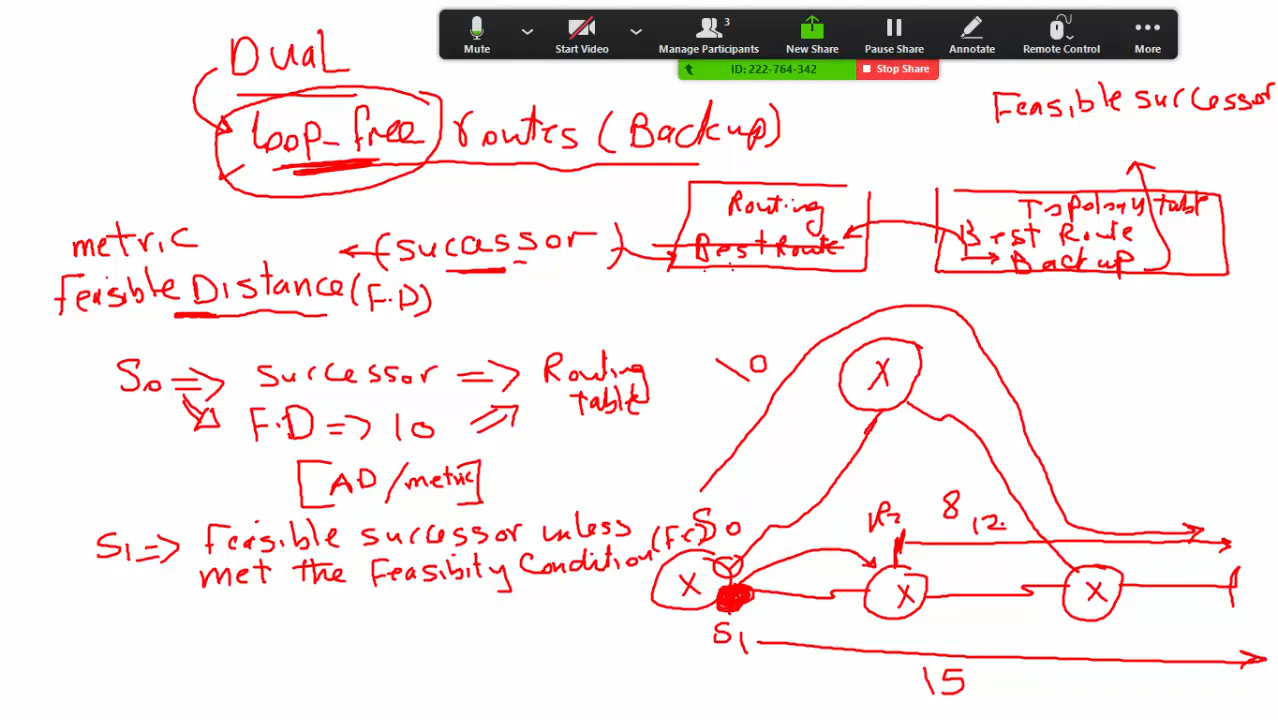 Mute
Start Video
3
Manage Participants
New Share
Pause Share
Annotate
Remote Control
More
ID: 222-764-342
Stop Share
Dual
loop-free routes (Backup)
Feasible successor
Routing
Best Route
Topology table
Best Route
Backup
metric
(succassor)
feasible Distance (F.D)
S0 => successor => Routing table
F.D => 10
[AD/metric]
S1 => Feasible successor unless
met the Feasibity Condition (F.C)
10
X
S0
R2
8
12
X
X
X
S1
15